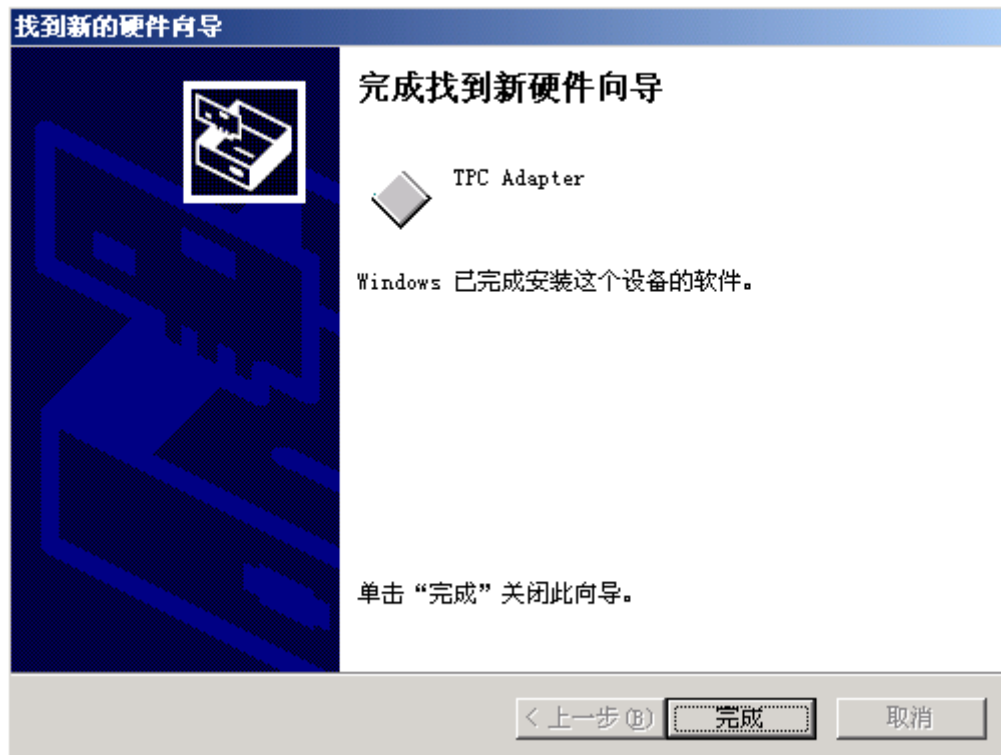 找到新的硬件向导
完成找到新硬件向导
TPC Adapter
Windows 已完成安装这个设备的软件。
单击“完成”关闭此向导。
< 上一步(B) 完成 取消